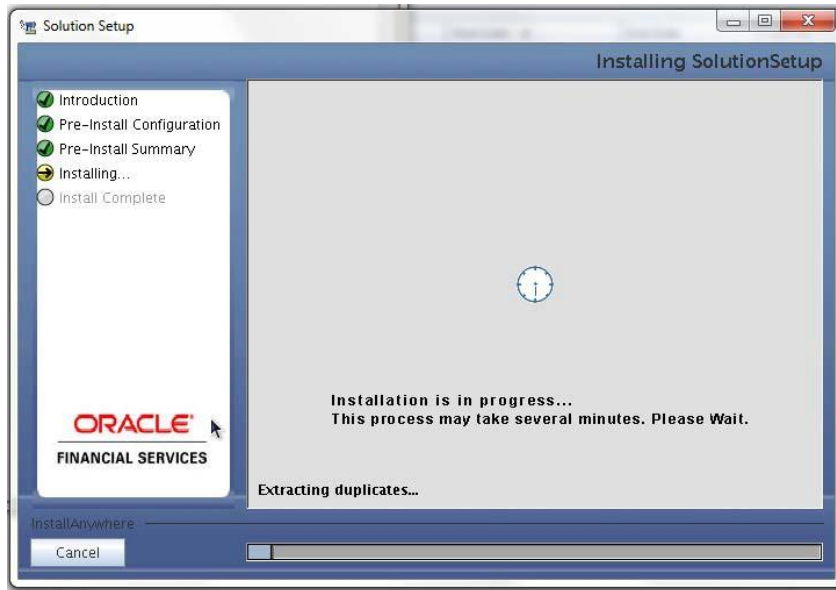 Solution Setup
Installing SolutionSetup
Introduction
Pre-Install Configuration
Pre-Install Summary
Installing...
Install Complete
ORACLE
FINANCIAL SERVICES
Installation is in progress...
This process may take several minutes. Please Wait.
Extracting duplicates...
InstallAnywhere
Cancel